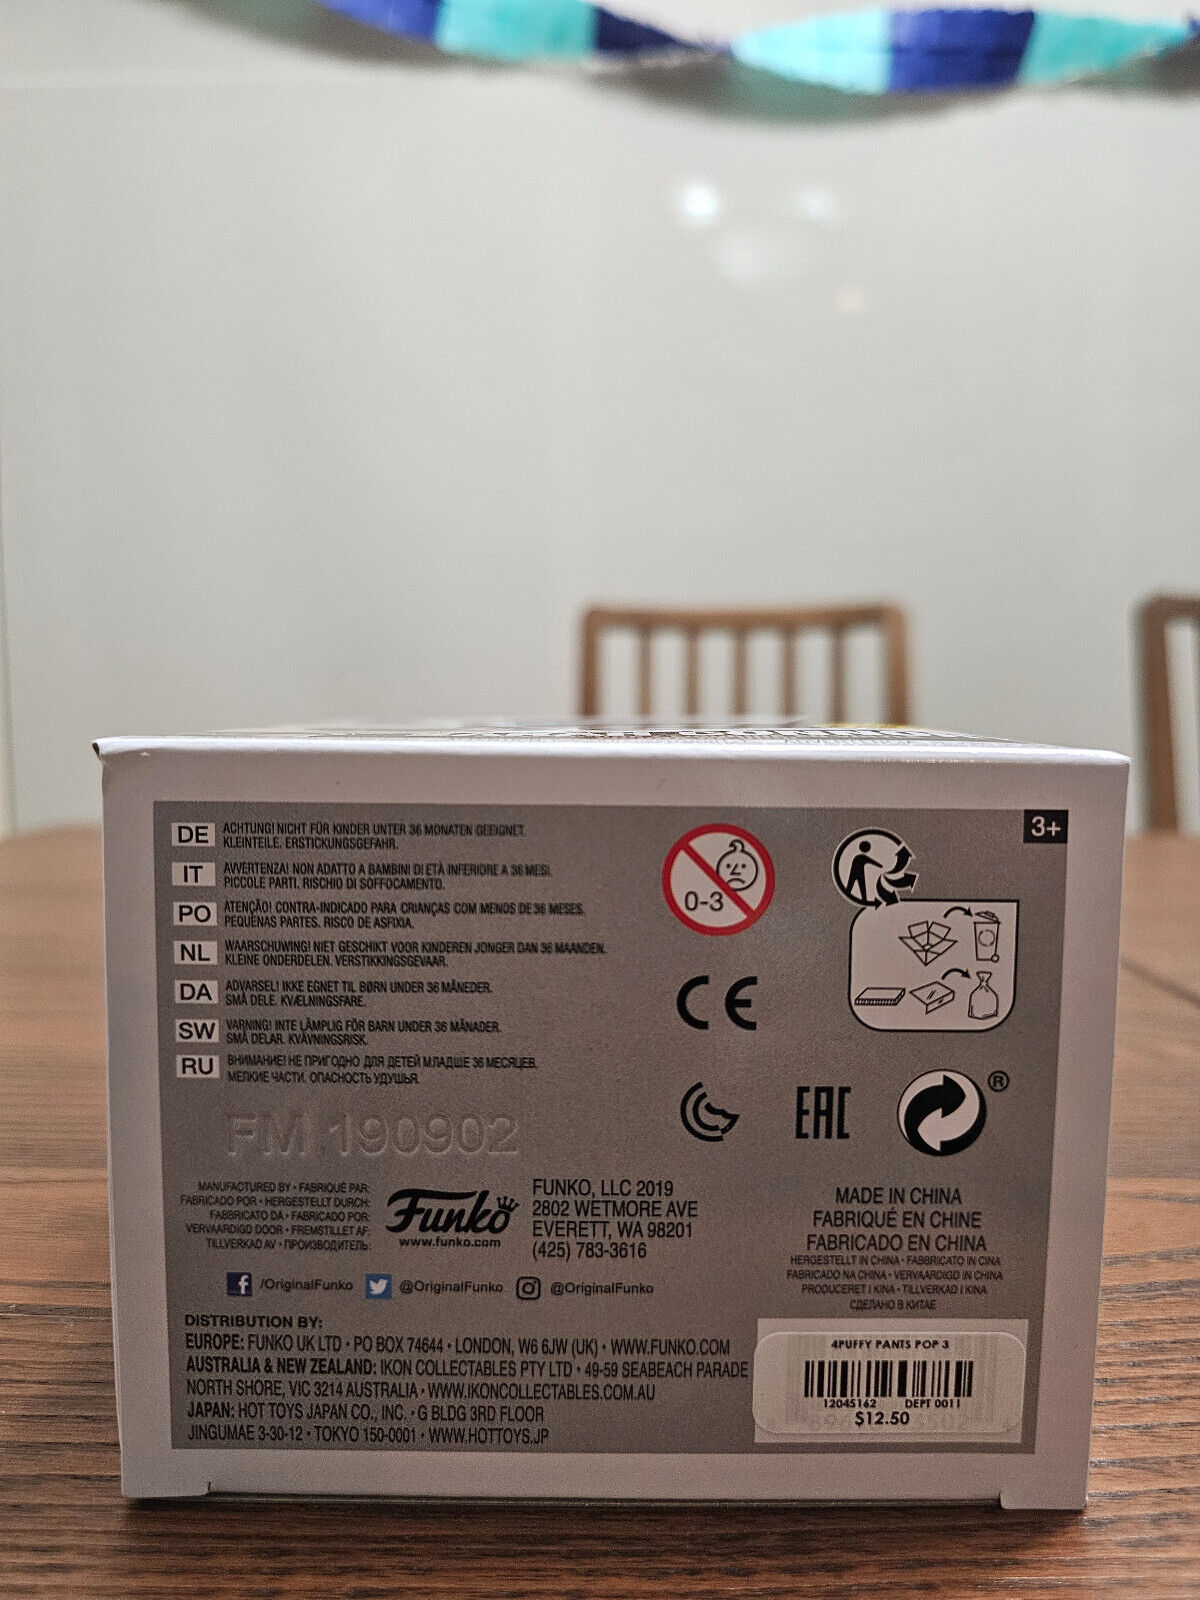 3+
DE ACHTUNG! NICHT FÜR KINDER UNTER 36 MONATEN GEEIGNET.
KLEINTEILE, ERSTICKUNGSGEFAHR.
IT AVVERTENZA! NON ADATTO A BAMBINI DI ETÀ INFERIORE A 36 MESI.
PICCOLE PARTI. RISCHIO DI SOFFOCAMENTO.
PO ATENÇÃO! CONTRA-INDICADO PARA CRIANÇAS COM MENOS DE 36 MESES.
PEQUENAS PARTES. RISCO DE ASFIXIA.
NL WAARSCHUWING! NIET GESCHIKT VOOR KINDEREN JONGER DAN 36 MAANDEN.
KLEINE ONDERDELEN. VERSTIKKINGSGEVAAR.
DA ADVARSEL! IKKE EGNET TIL BØRN UNDER 36 MÅNEDER.
SMÅ DELE. KVÆLNINGSFARE.
SW VARNING! INTE LÄMPLIG FÖR BARN UNDER 36 MÅNADER.
SMÅ DELAR. KVÄVNINGSRISK.
RU ВНИМАНИЕ! НЕ ПРИГОДНО ДЛЯ ДЕТЕЙ МЛАДШЕ 36 МЕСЯЦЕВ.
МЕЛКИЕ ЧАСТИ. ОПАСНОСТЬ УДУШЬЯ.
0-3
CE
EAC
®
FM 190902
MANUFACTURED BY • FABRIQUÉ PAR:
FABRICADO POR • HERGESTELLT DURCH:
FABBRICATO DA • FABRICADO POR:
VERVAARDIGD DOOR • FREMSTILLET AF:
TILLVERKAD AV • ПРОИЗВОДИТЕЛЬ:
Funko
www.funko.com
FUNKO, LLC 2019
2802 WETMORE AVE
EVERETT, WA 98201
(425) 783-3616
MADE IN CHINA
FABRIQUÉ EN CHINE
FABRICADO EN CHINA
HERGESTELLT IN CHINA • FABBRICATO IN CINA
FABRICADO NA CHINA • VERVAARDIGD IN CHINA
PRODUCERET I KINA • TILLVERKAD I KINA
СДЕЛАНО В КИТАЕ
/OriginalFunko @OriginalFunko @OriginalFunko
DISTRIBUTION BY:
EUROPE: FUNKO UK LTD • PO BOX 74644 • LONDON, W6 6JW (UK) • WWW.FUNKO.COM
AUSTRALIA & NEW ZEALAND: IKON COLLECTABLES PTY LTD • 49-59 SEABEACH PARADE
NORTH SHORE, VIC 3214 AUSTRALIA • WWW.IKONCOLLECTABLES.COM.AU
JAPAN: HOT TOYS JAPAN CO., INC. • G BLDG 3RD FLOOR
JINGUMAE 3-30-12 • TOKYO 150-0001 • WWW.HOTTOYS.JP
4PUFFY PANTS POP 3
12045162 DEPT 0011
$12.50